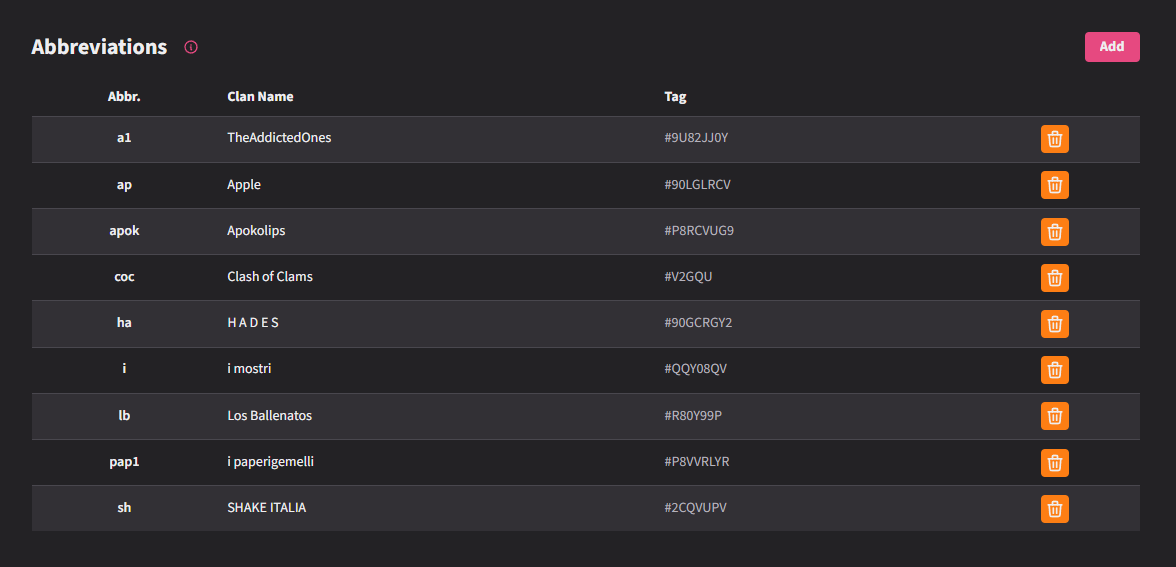 Abbreviations
Add
Abbr. Clan Name Tag
a1 TheAddictedOnes #9U82JJ0Y
ap Apple #90LGLRCV
apok Apokolips #P8RCVUG9
coc Clash of Clams #V2GQU
ha H A D E S #90GCRGY2
i i mostri #QQY08QV
lb Los Ballenatos #R80Y99P
pap1 i paperigemelli #P8VVRLYR
sh SHAKE ITALIA #2CQVUPV